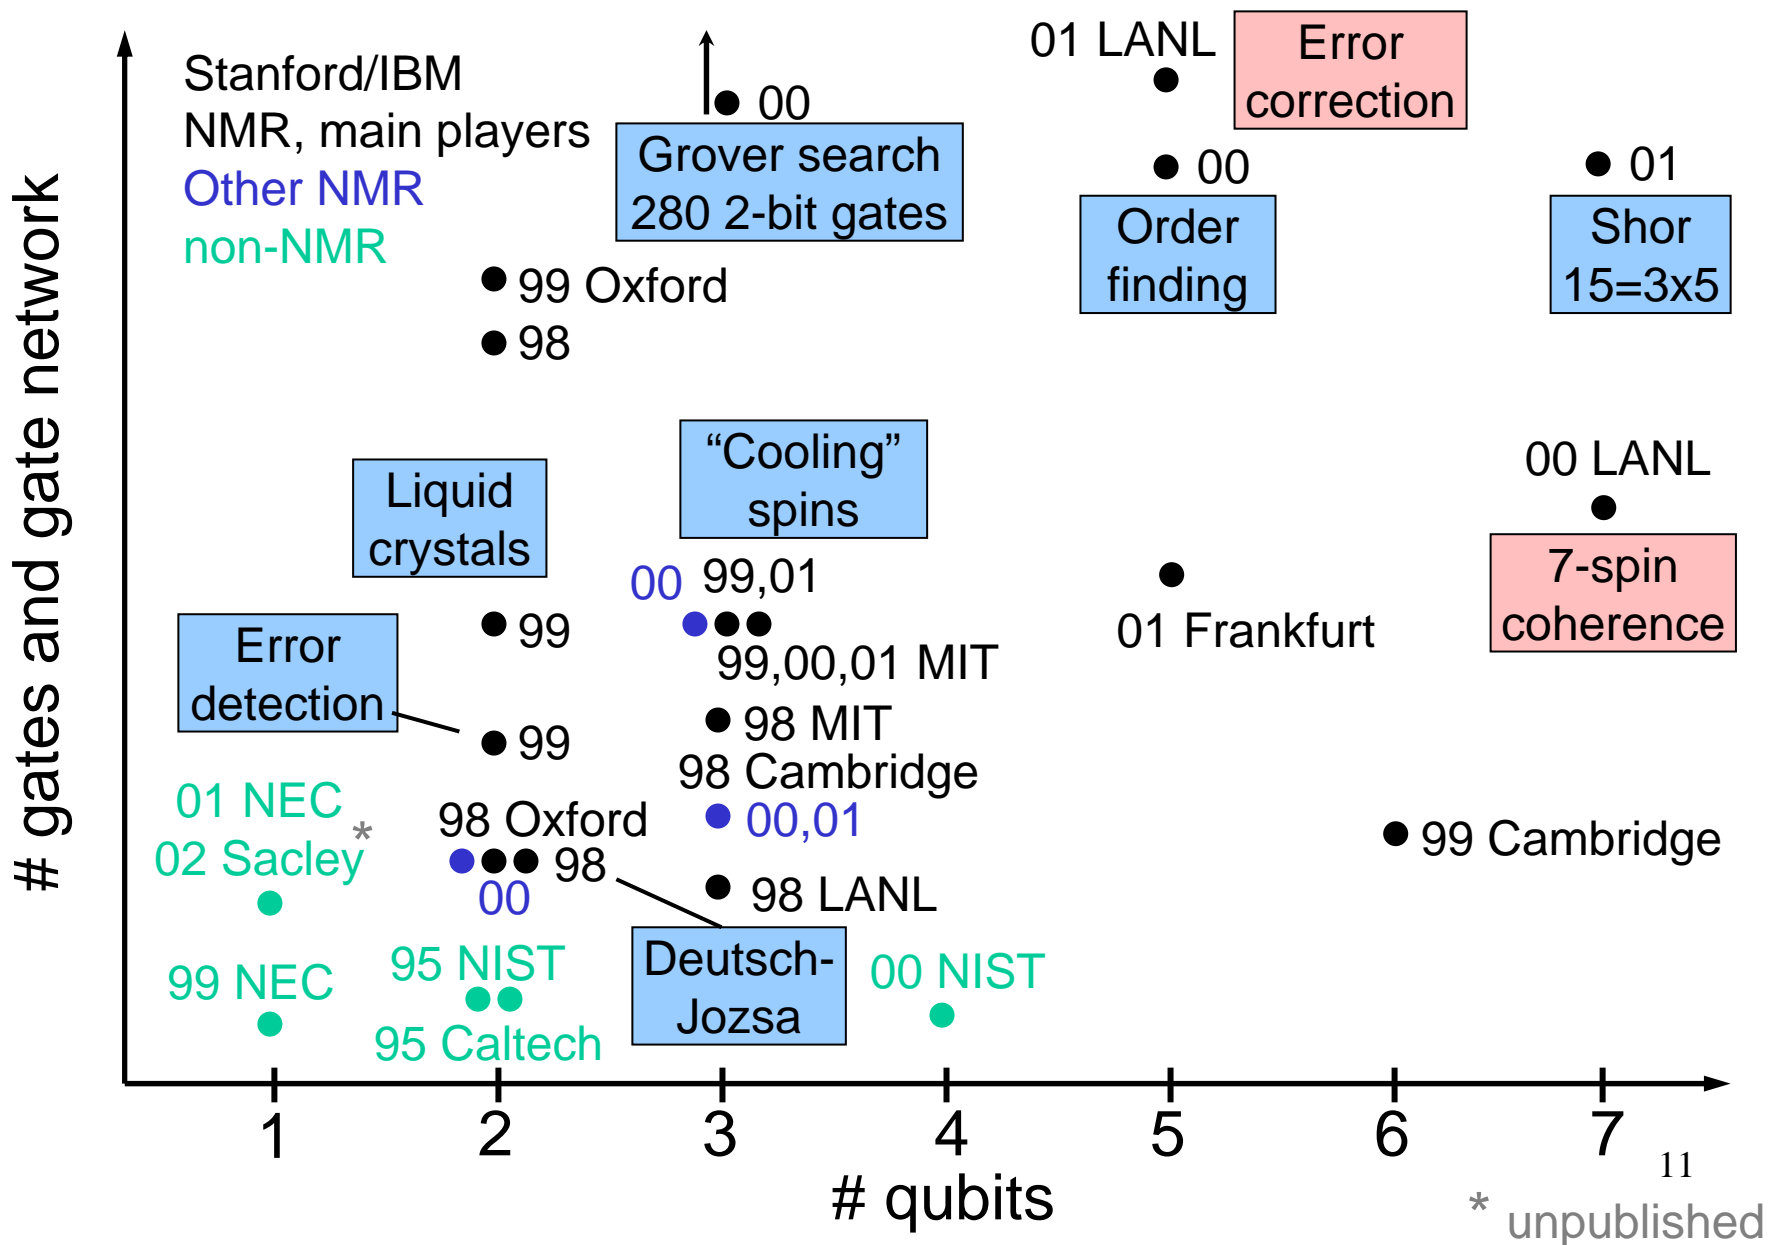 Stanford/IBM
NMR, main players
Other NMR
non-NMR
# gates and gate network
00
Grover search
280 2-bit gates
01 LANL
Error
correction
00
Order
finding
01
Shor
15=3x5
99 Oxford
98
Liquid
crystals
"Cooling"
spins
00 LANL
7-spin
coherence
00
99,01
99,00,01 MIT
01 Frankfurt
99
Error
detection
99
98 MIT
98 Cambridge
00,01
01 NEC
02 Sacley*
98 Oxford
98
00
98 LANL
99 Cambridge
99 NEC
95 NIST
95 Caltech
Deutsch-
Jozsa
00 NIST
1 2 3 4 5 6 7
# qubits
11
* unpublished